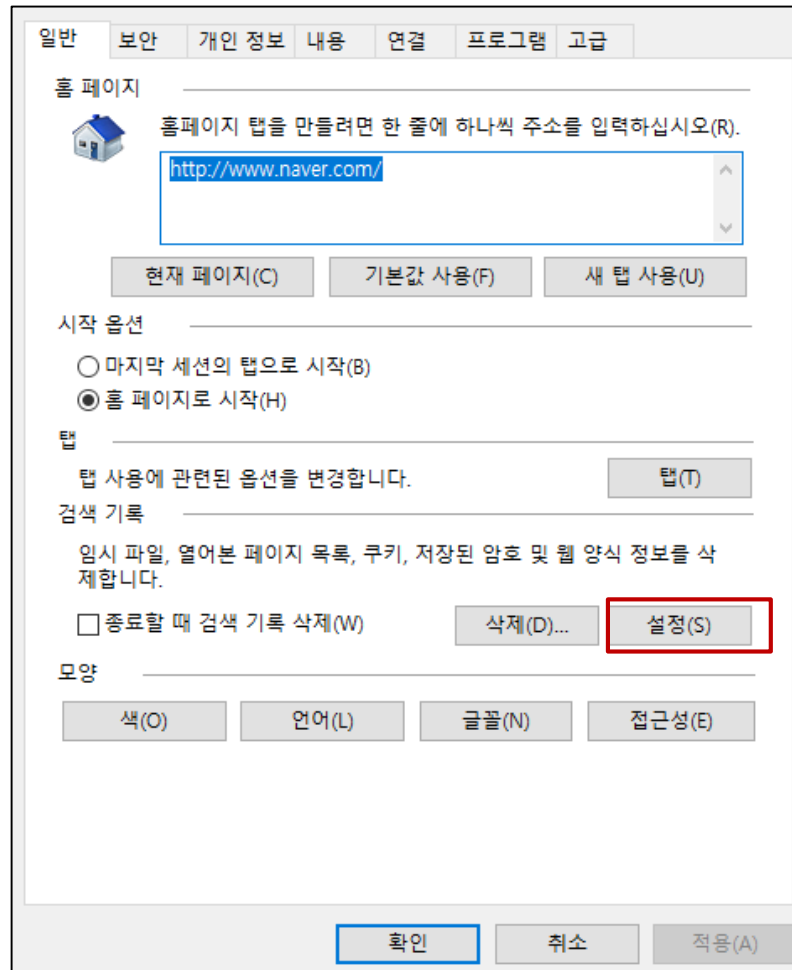 일반 보안 개인 정보 내용 연결 프로그램 고급
홈 페이지
홈페이지 탭을 만들려면 한 줄에 하나씩 주소를 입력하십시오(R).
http://www.naver.com/
현재 페이지(C) 기본값 사용(F) 새 탭 사용(U)
시작 옵션
마지막 세션의 탭으로 시작(B)
홈 페이지로 시작(H)
탭
탭 사용에 관련된 옵션을 변경합니다. 탭(T)
검색 기록
임시 파일, 열어본 페이지 목록, 쿠키, 저장된 암호 및 웹 양식 정보를 삭
제합니다.
종료할 때 검색 기록 삭제(W) 삭제(D)... 설정(S)
모양
색(O) 언어(L) 글꼴(N) 접근성(E)
확인 취소 적용(A)